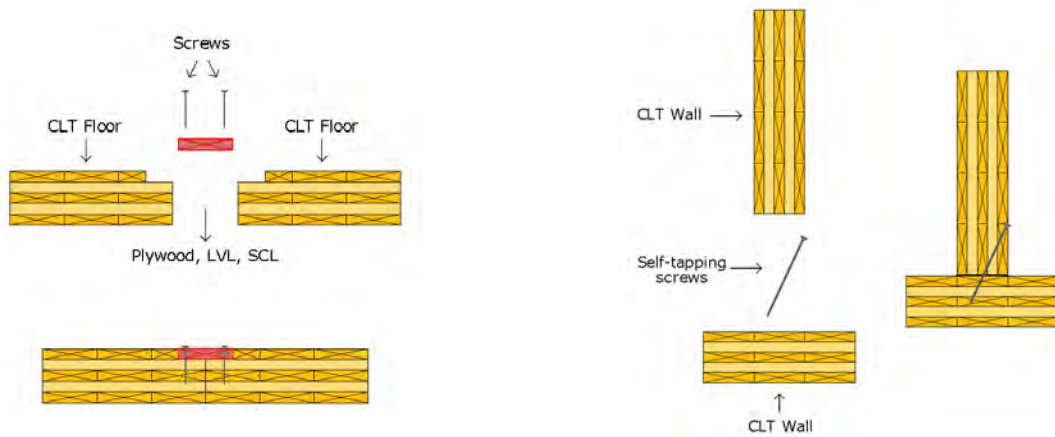 Screws
CLT Floor
CLT Floor
Plywood, LVL, SCL
CLT Wall
Self-tapping
screws
CLT Wall